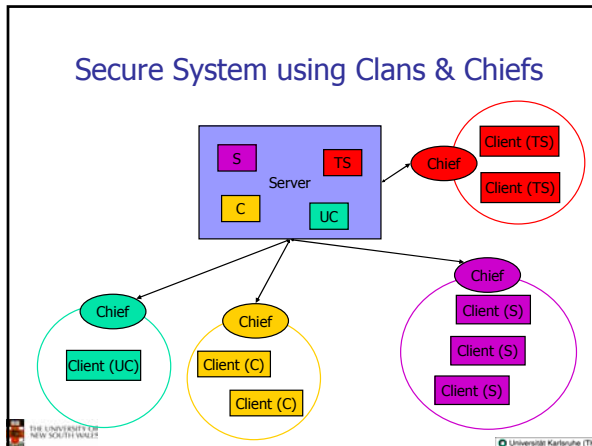 Secure System using Clans & Chiefs
S
TS
Server
C
UC
Chief
Client (TS)
Client (TS)
Chief
Client (UC)
Chief
Client (C)
Client (C)
Chief
Client (S)
Client (S)
Client (S)
THE UNIVERSITY OF
NEW SOUTH WALES
Universität Karlsruhe (TH